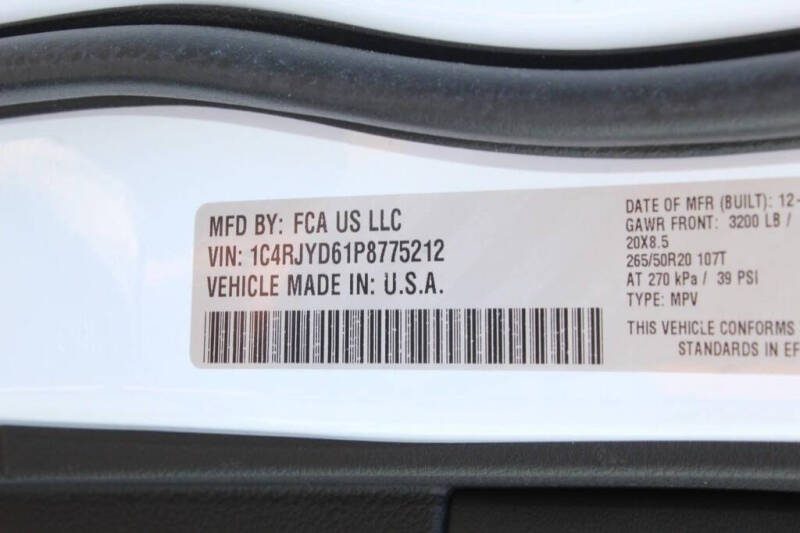 MFD BY: FCA US LLC
VIN: 1C4RJYD61P8775212
VEHICLE MADE IN: U.S.A.
DATE OF MFR (BUILT): 12-
GAWR FRONT: 3200 LB /
20X8.5
265/50R20 107T
AT 270 kPa / 39 PSI
TYPE: MPV
THIS VEHICLE CONFORMS
STANDARDS IN EF